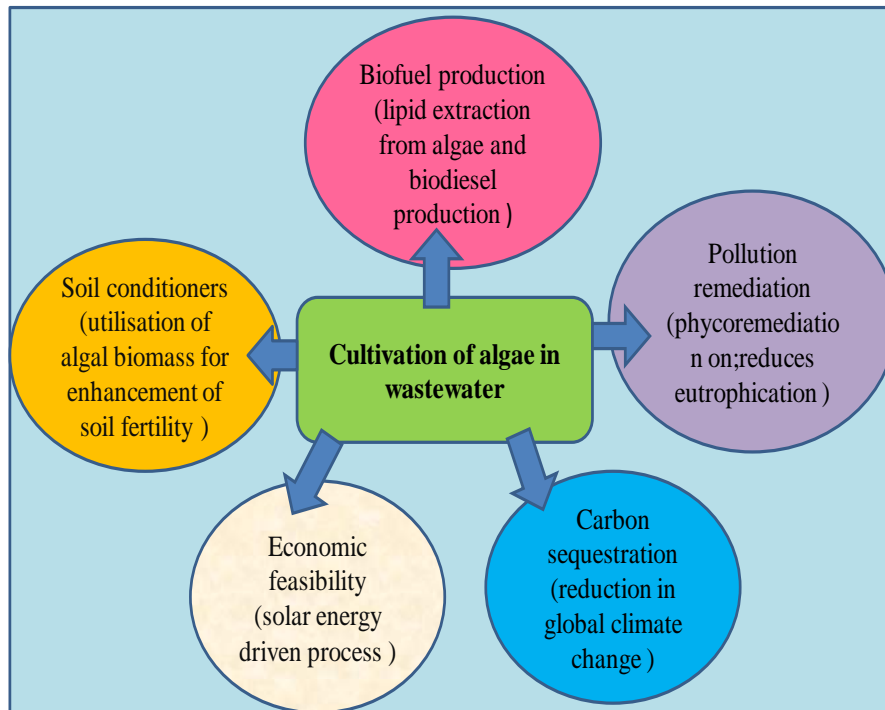 Biofuel production
(lipid extraction
from algae and
biodiesel
production )
Soil conditioners
(utilisation of
algal biomass for
enhancement of
soil fertility )
Cultivation of algae in
wastewater
Pollution
remediation
(phycoremediatio
n on;reduces
eutrophication )
Economic
feasibility
(solar energy
driven process )
Carbon
sequestration
(reduction in
global climate
change )